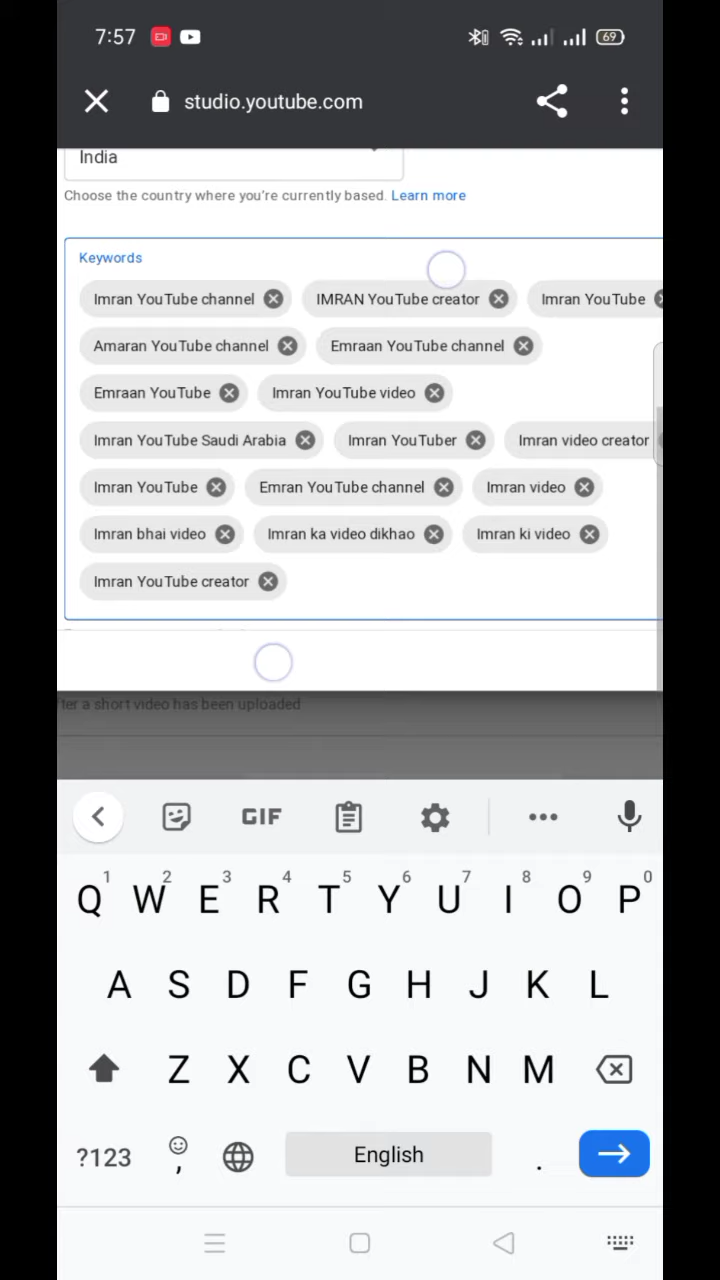 7:57 69
studio.youtube.com
India
Choose the country where you're currently based. Learn more
Keywords
Imran YouTube channel IMRAN YouTube creator Imran YouTube
Amaran YouTube channel Emraan YouTube channel
Emraan YouTube Imran YouTube video
Imran YouTube Saudi Arabia Imran YouTuber Imran video creator
Imran YouTube Emran YouTube channel Imran video
Imran bhai video Imran ka video dikhao Imran ki video
Imran YouTube creator
ter a short video has been uploaded
GIF
1 2 3 4 5 6 7 8 9 0
Q W E R T Y U I O P
A S D F G H J K L
Z X C V B N M
?123 , English .